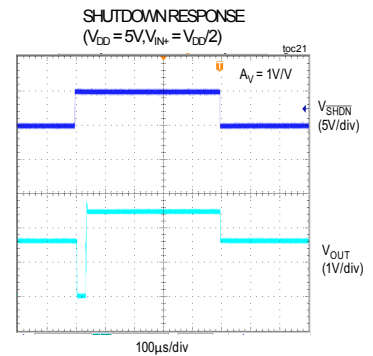 SHUTDOWN RESPONSE
(VDD = 5V,VIN+ = VDD/2)
toc21
T
AV = 1V/V
VSHDN
(5V/div)
VOUT
(1V/div)
100µs/div